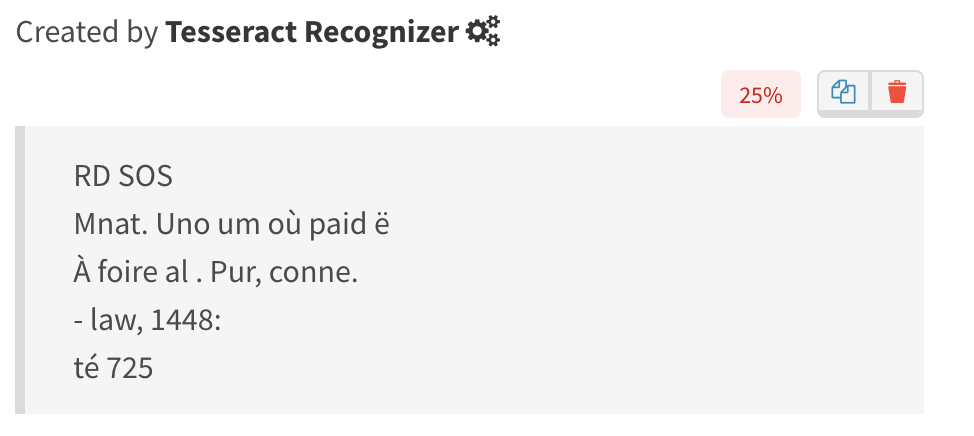 Created by Tesseract Recognizer
25%
RD SOS
Mnat. Uno um où paid ë
À foire al . Pur, conne.
- law, 1448:
té 725